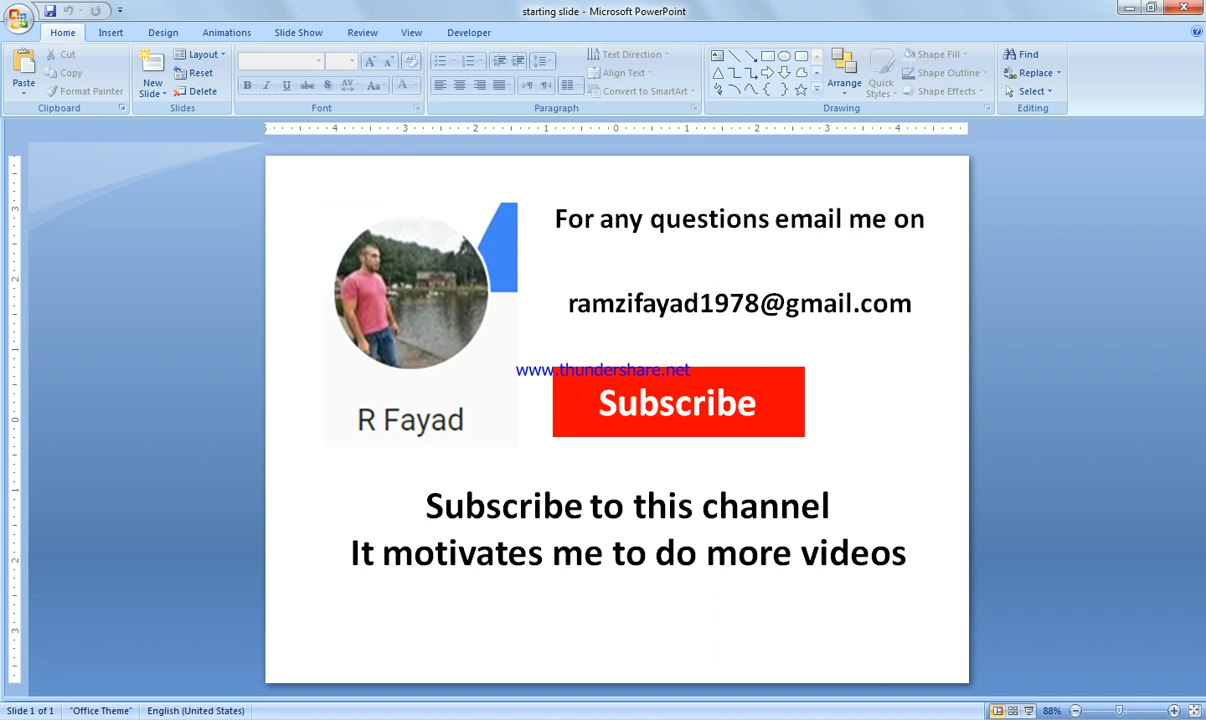 starting slide - Microsoft PowerPoint
Home Insert Design Animations Slide Show Review View Developer
Paste
Cut
Copy
Format Painter
Clipboard
New Slide
Layout
Reset
Delete
Slides
B I U abc S AV Aa A
Font
Text Direction
Align Text
Convert to SmartArt
Paragraph
Arrange
Quick Styles
Shape Fill
Shape Outline
Shape Effects
Drawing
Find
Replace
Select
Editing
For any questions email me on
ramzifayad1978@gmail.com
www.thundershare.net
Subscribe
R Fayad
Subscribe to this channel
It motivates me to do more videos
Slide 1 of 1 "Office Theme" English (United States) 88%